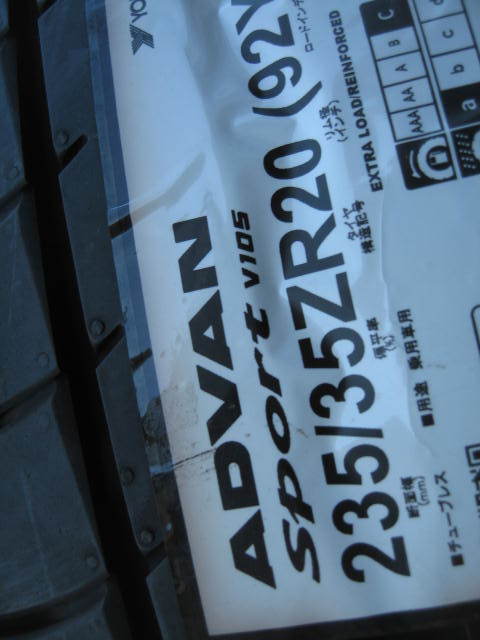 YO
ADVAN
Sport V105
235/35ZR20 (92Y
断面幅
(mm)
偏平率
(%)
タイヤ
構造記号
リム径
(インチ)
ロードインデ
EXTRA LOAD/REINFORCED
AAA AA A B C
a b c
■用途 乗用車用
■チューブレス